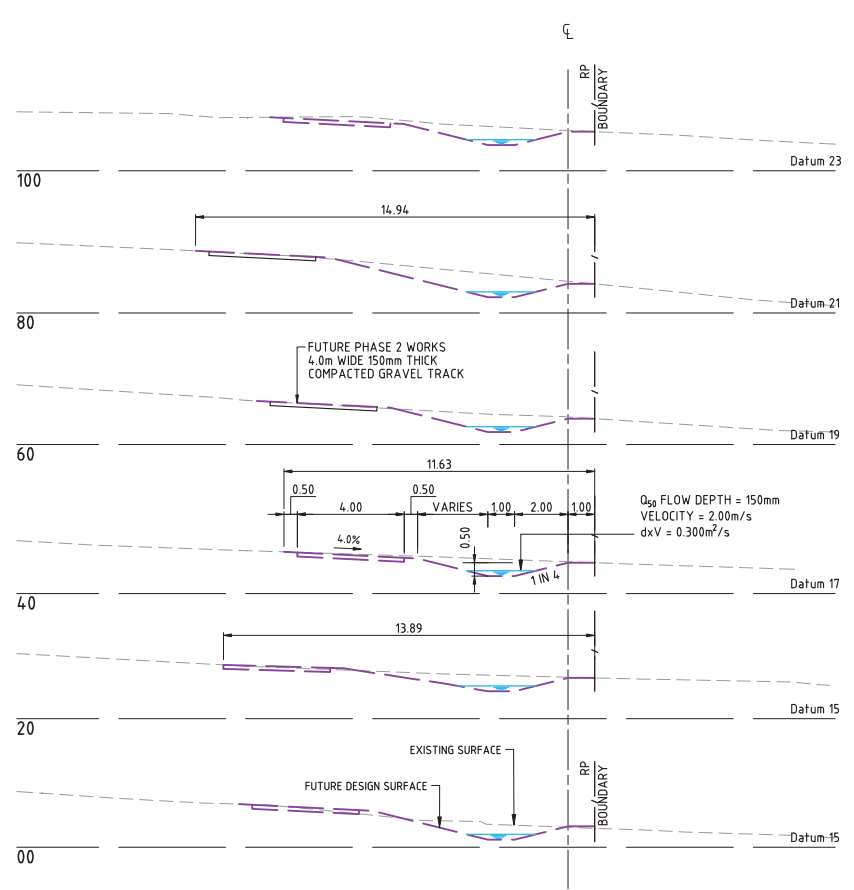 ℄
RP
BOUNDARY
Datum 23
100
14.94
Datum 21
80
FUTURE PHASE 2 WORKS
4.0m WIDE 150mm THICK
COMPACTED GRAVEL TRACK
Datum 19
60
11.63
0.50
0.50
4.00
VARIES
1.00
2.00
1.00
Q50 FLOW DEPTH = 150mm
VELOCITY = 2.00m/s
dxV = 0.300m²/s
4.0%
0.50
1 IN 4
Datum 17
40
13.89
Datum 15
20
EXISTING SURFACE
RP
BOUNDARY
FUTURE DESIGN SURFACE
Datum 15
00